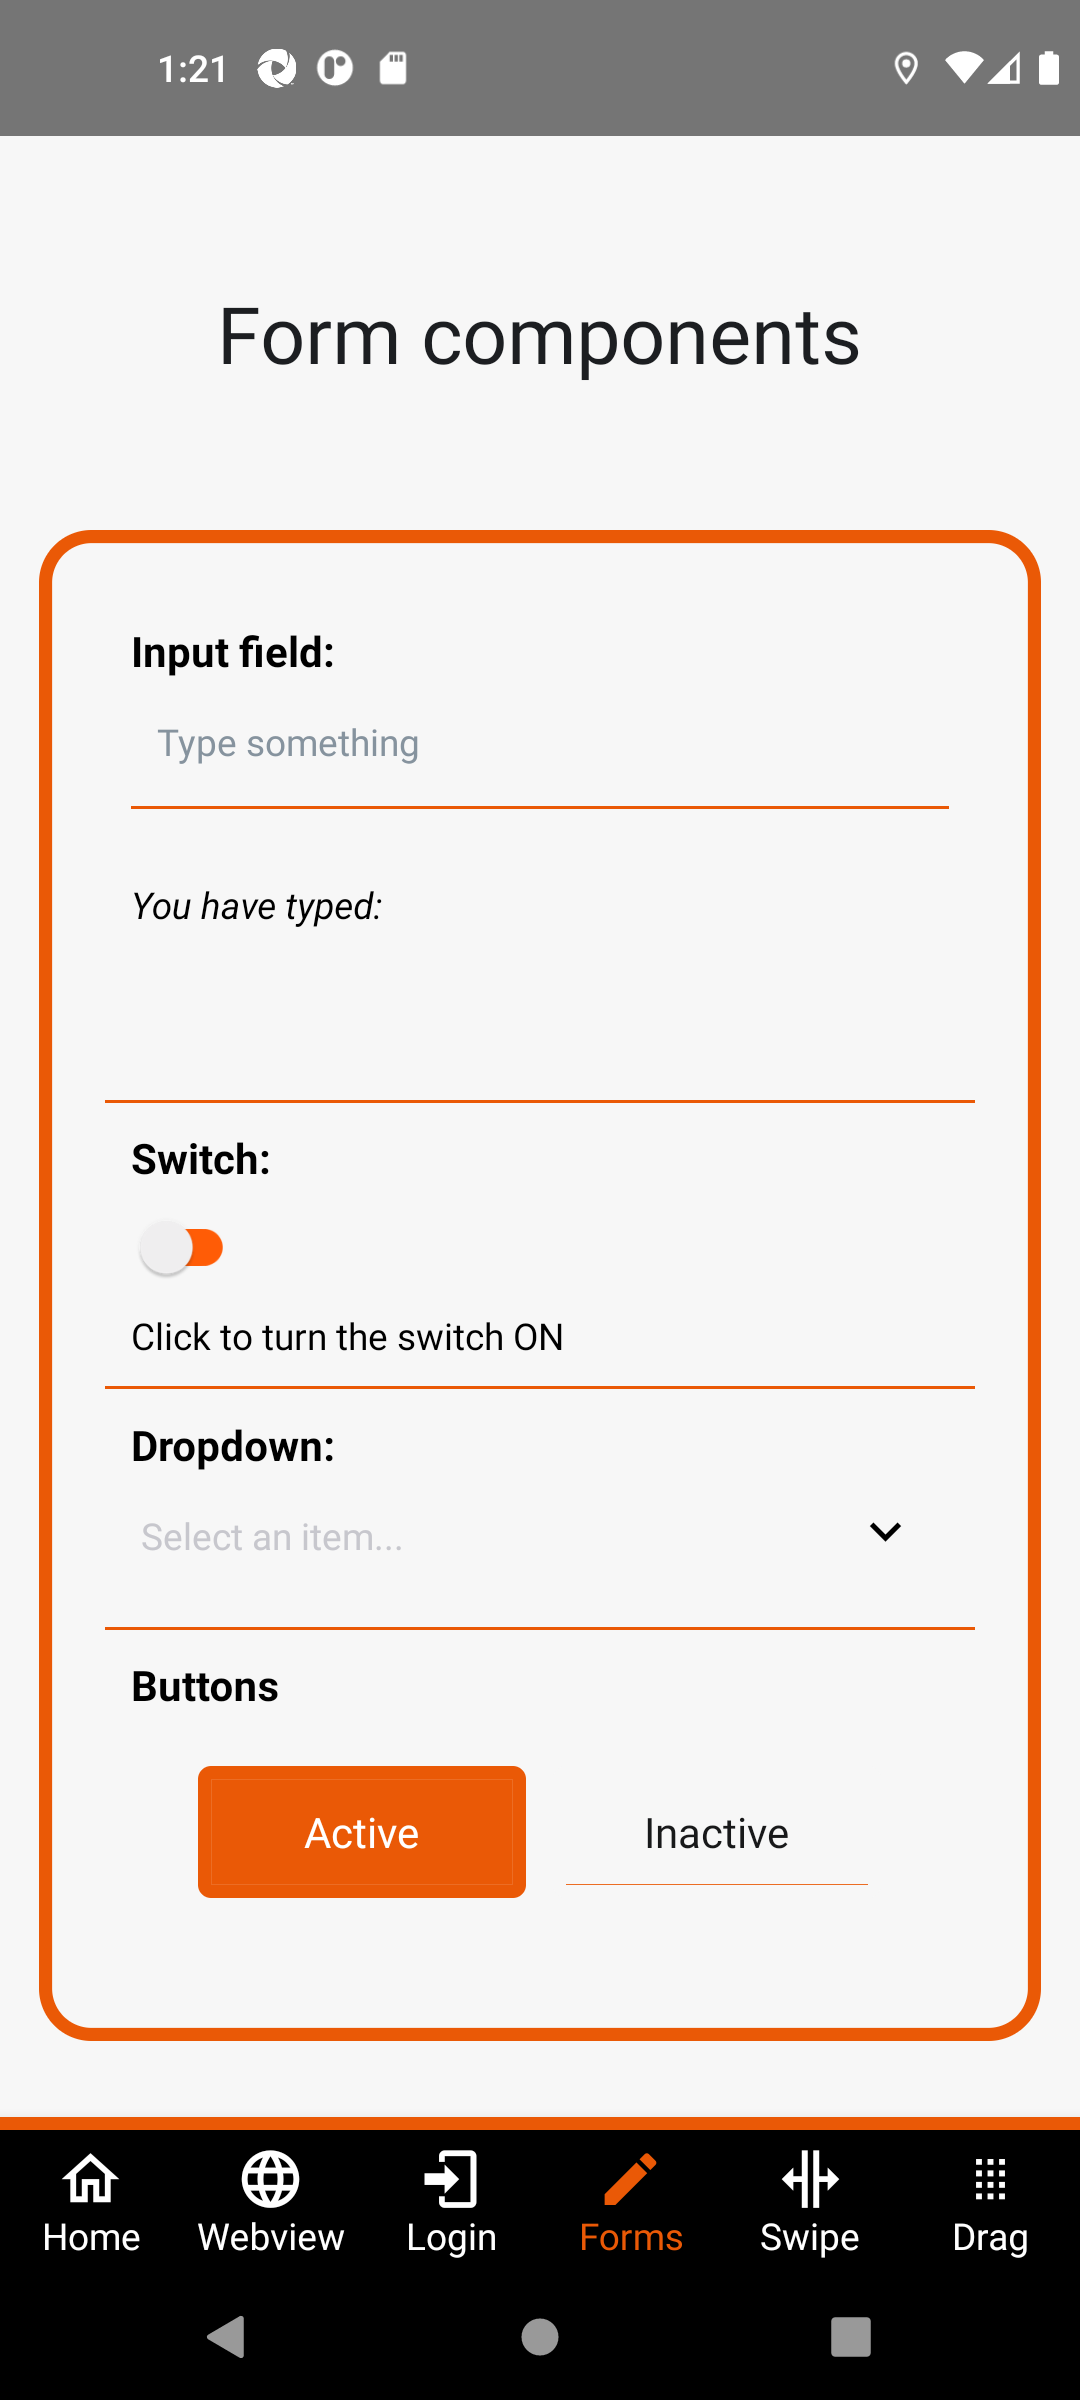 1:21
Form components
Input field:
Type something
You have typed:
Switch:
Click to turn the switch ON
Dropdown:
Select an item...
Buttons
Active Inactive
Home Webview Login Forms Swipe Drag